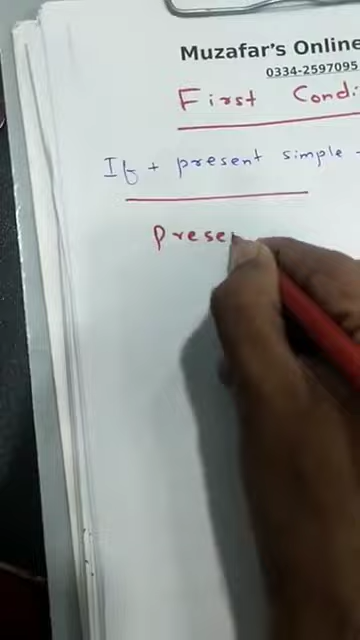 Muzafar's Online
0334-2597095
First Condi
If + present simple
Prese